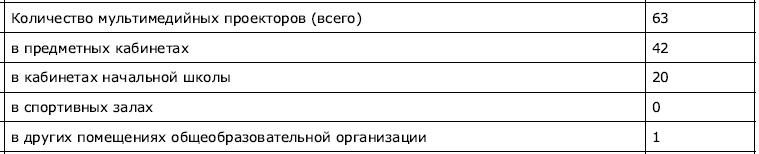 Количество мультимедийных проекторов (всего) 63
в предметных кабинетах 42
в кабинетах начальной школы 20
в спортивных залах 0
в других помещениях общеобразовательной организации 1